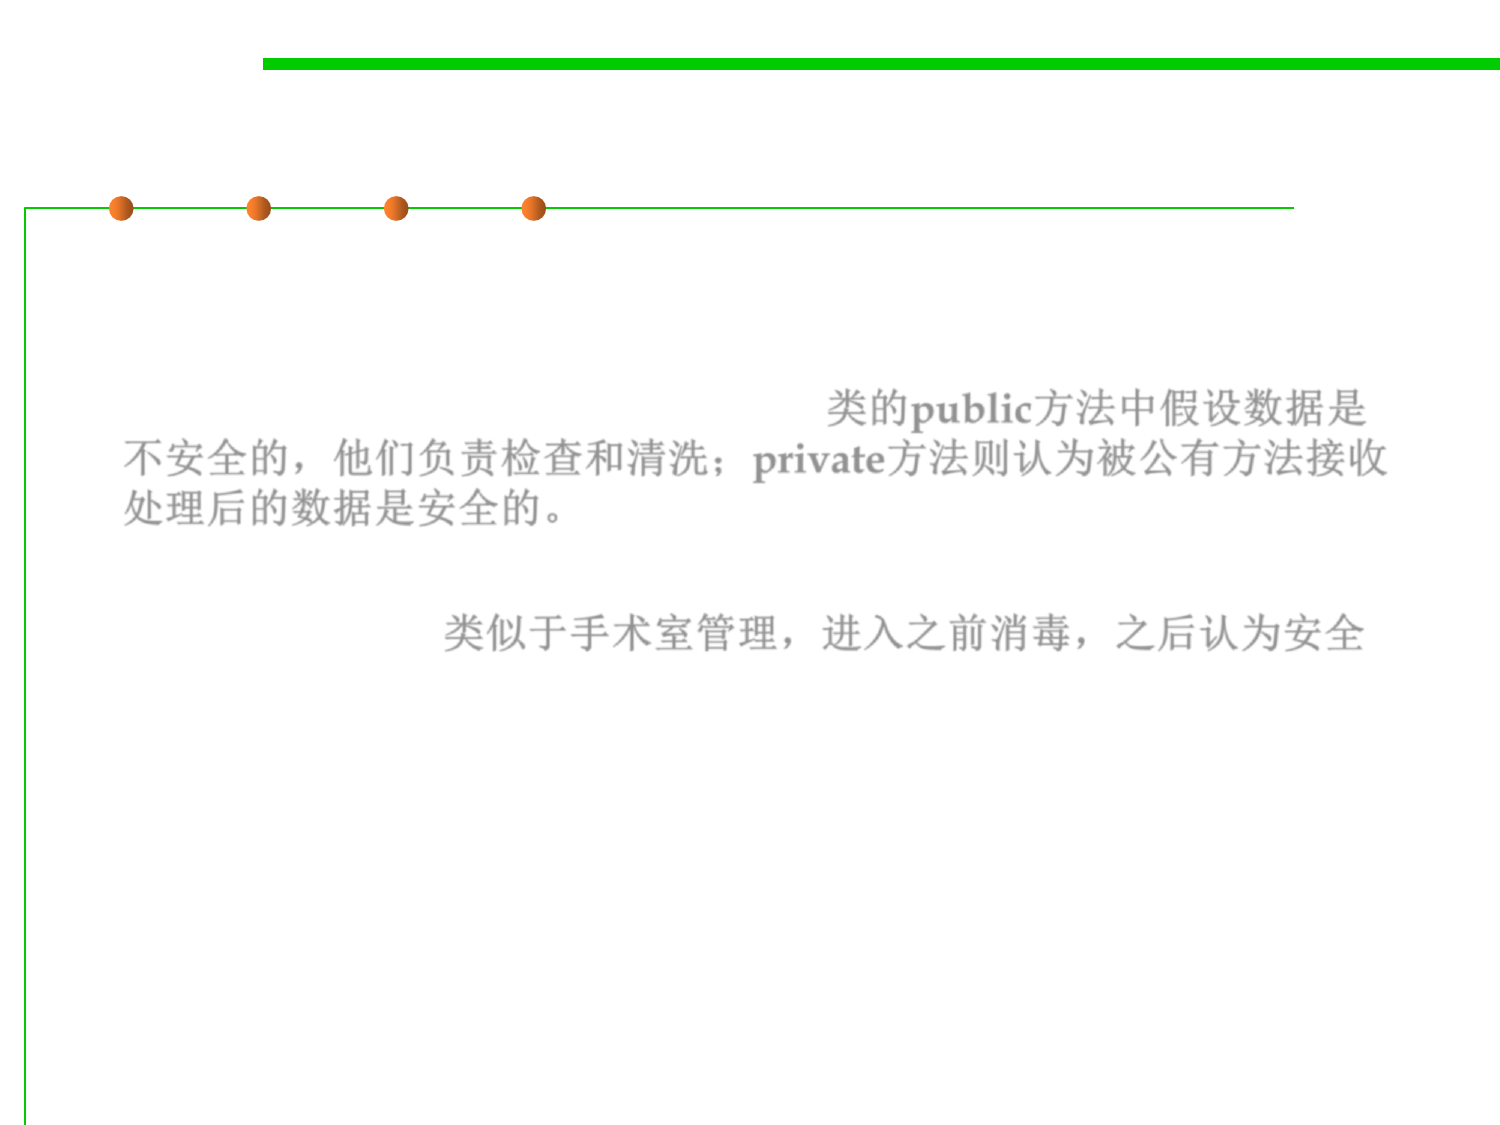 类的public方法中假设数据是
不安全的，他们负责检查和清洗；private方法则认为被公有方法接收
处理后的数据是安全的。
类似于手术室管理，进入之前消毒，之后认为安全